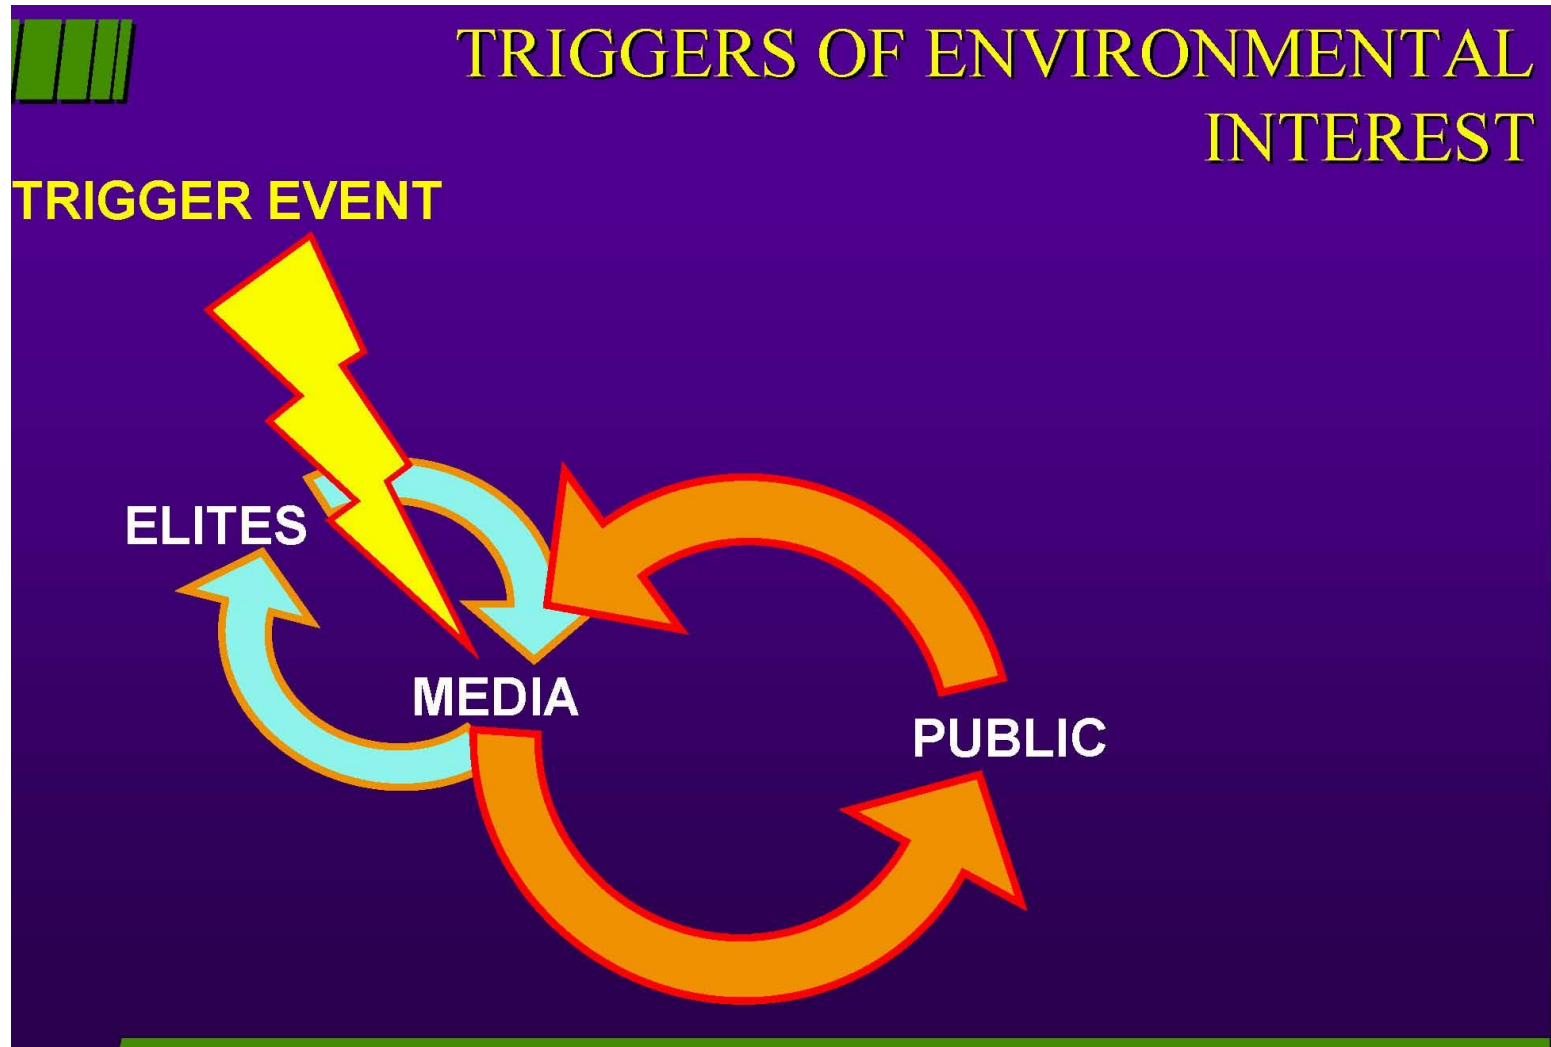 TRIGGERS OF ENVIRONMENTAL
INTEREST
TRIGGER EVENT
ELITES
MEDIA
PUBLIC